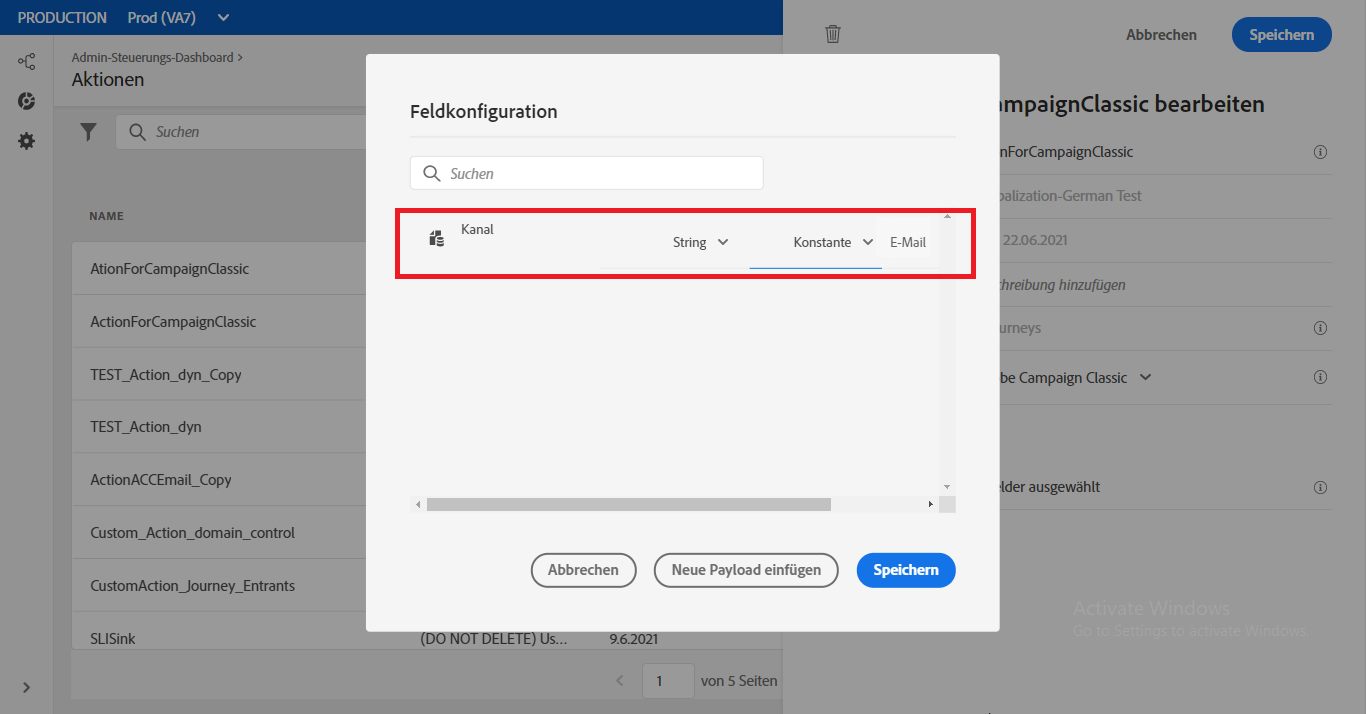 PRODUCTION Prod (VA7)
Abbrechen Speichern
Admin-Steuerungs-Dashboard
Aktionen
Suchen
NAME
AtionForCampaignClassic
ActionForCampaignClassic
TEST_Action_dyn_Copy
TEST_Action_dyn
ActionACCEmail_Copy
Custom_Action_domain_control
CustomAction_Journey_Entrants
SLISink (DO NOT DELETE) Us... 9.6.2021
1 von 5 Seiten
Feldkonfiguration
Suchen
Kanal String Konstante E-Mail
Abbrechen Neue Payload einfügen Speichern
mpaignClassic bearbeiten
nForCampaignClassic
balization-German Test
22.06.2021
hreibung hinzufügen
urneys
be Campaign Classic
elder ausgewählt
Activate Windows
Go to Settings to activate Windows.